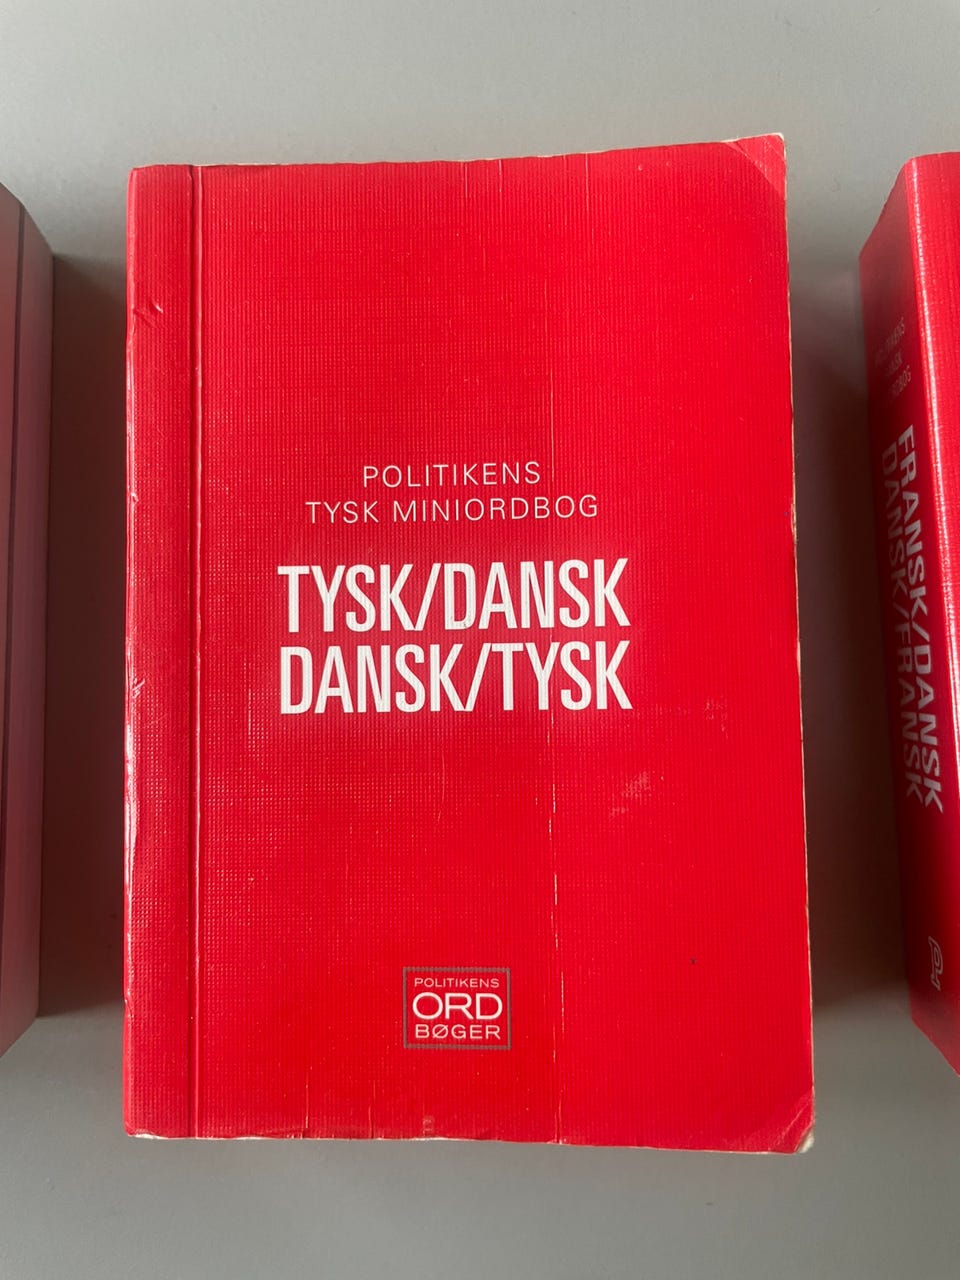 POLITIKENS
TYSK MINIORDBOG
TYSK/DANSK
DANSK/TYSK
POLITIKENS
ORD
BØGER
FRANSK/DANSK
DANSK/FRANSK